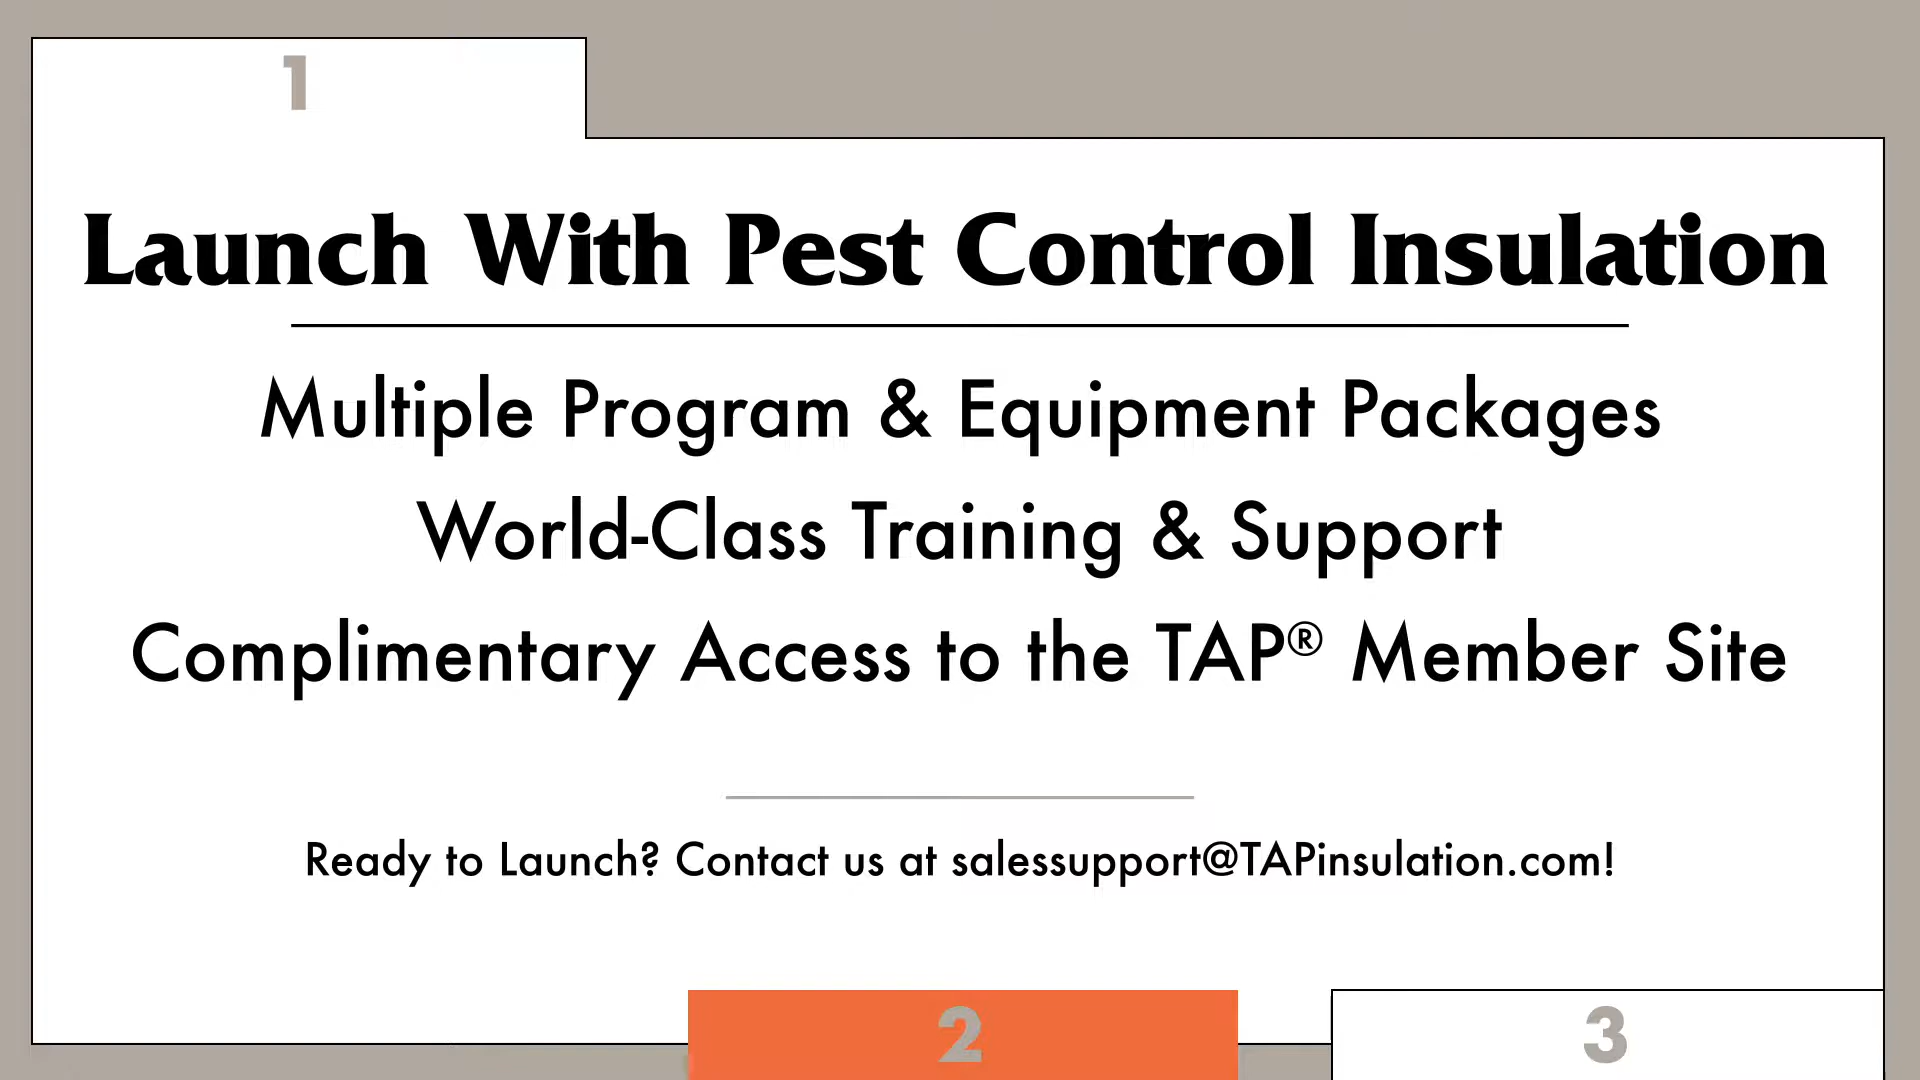 1
Launch With Pest Control Insulation
Multiple Program & Equipment Packages
World-Class Training & Support
Complimentary Access to the TAP® Member Site
Ready to Launch? Contact us at salessupport@TAPinsulation.com!
2
3